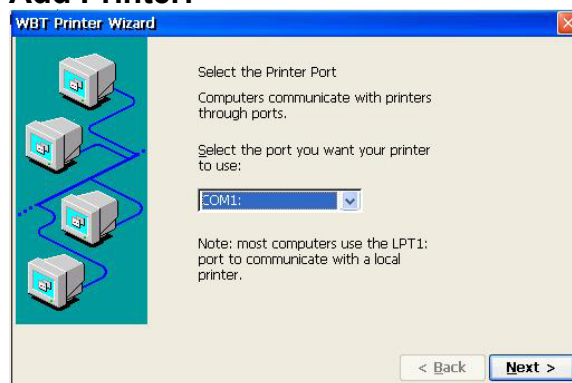 Add Printer:
WBT Printer Wizard
Select the Printer Port
Computers communicate with printers
through ports.
Select the port you want your printer
to use:
COM1:
Note: most computers use the LPT1:
port to communicate with a local
printer.
< Back
Next >